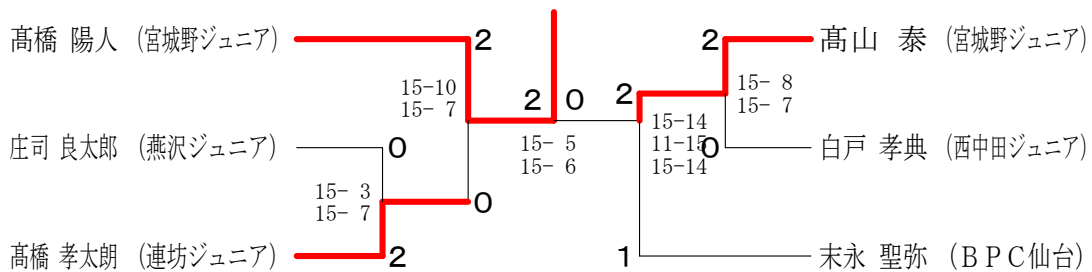 髙橋 陽人 (宮城野ジュニア)
2
15-10
15- 7
庄司 良太郎 (燕沢ジュニア)
0
15- 3
15- 7
0
髙橋 孝太朗 (連坊ジュニア)
2
2 0
15- 5
15- 6
2 髙山 泰 (宮城野ジュニア)
15- 8
15- 7
2
15-14
11-15
15-14
0 白戸 孝典 (西中田ジュニア)
1 末永 聖弥 (BPC仙台)